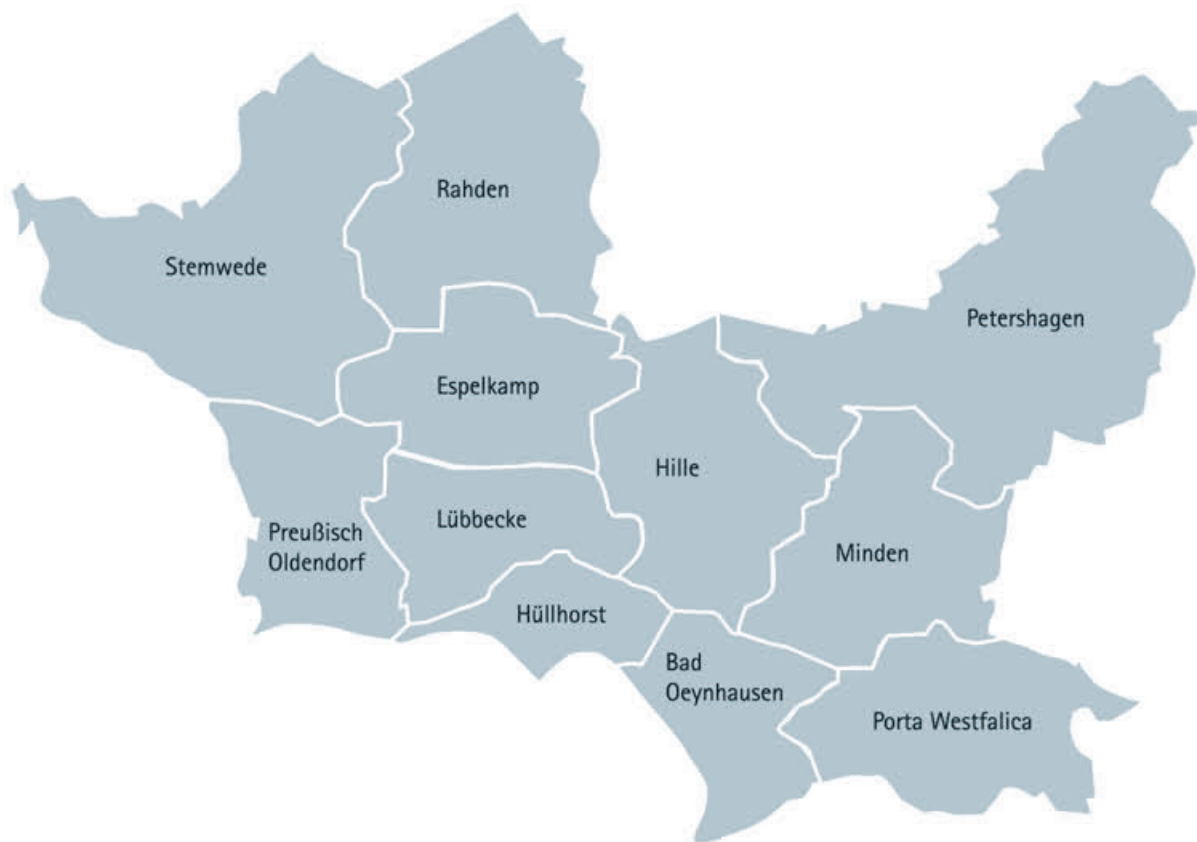 Rahden
Stemwede
Petershagen
Espelkamp
Hille
Lübbecke
Preußisch
Oldendorf
Minden
Hüllhorst
Bad
Oeynhausen
Porta Westfalica